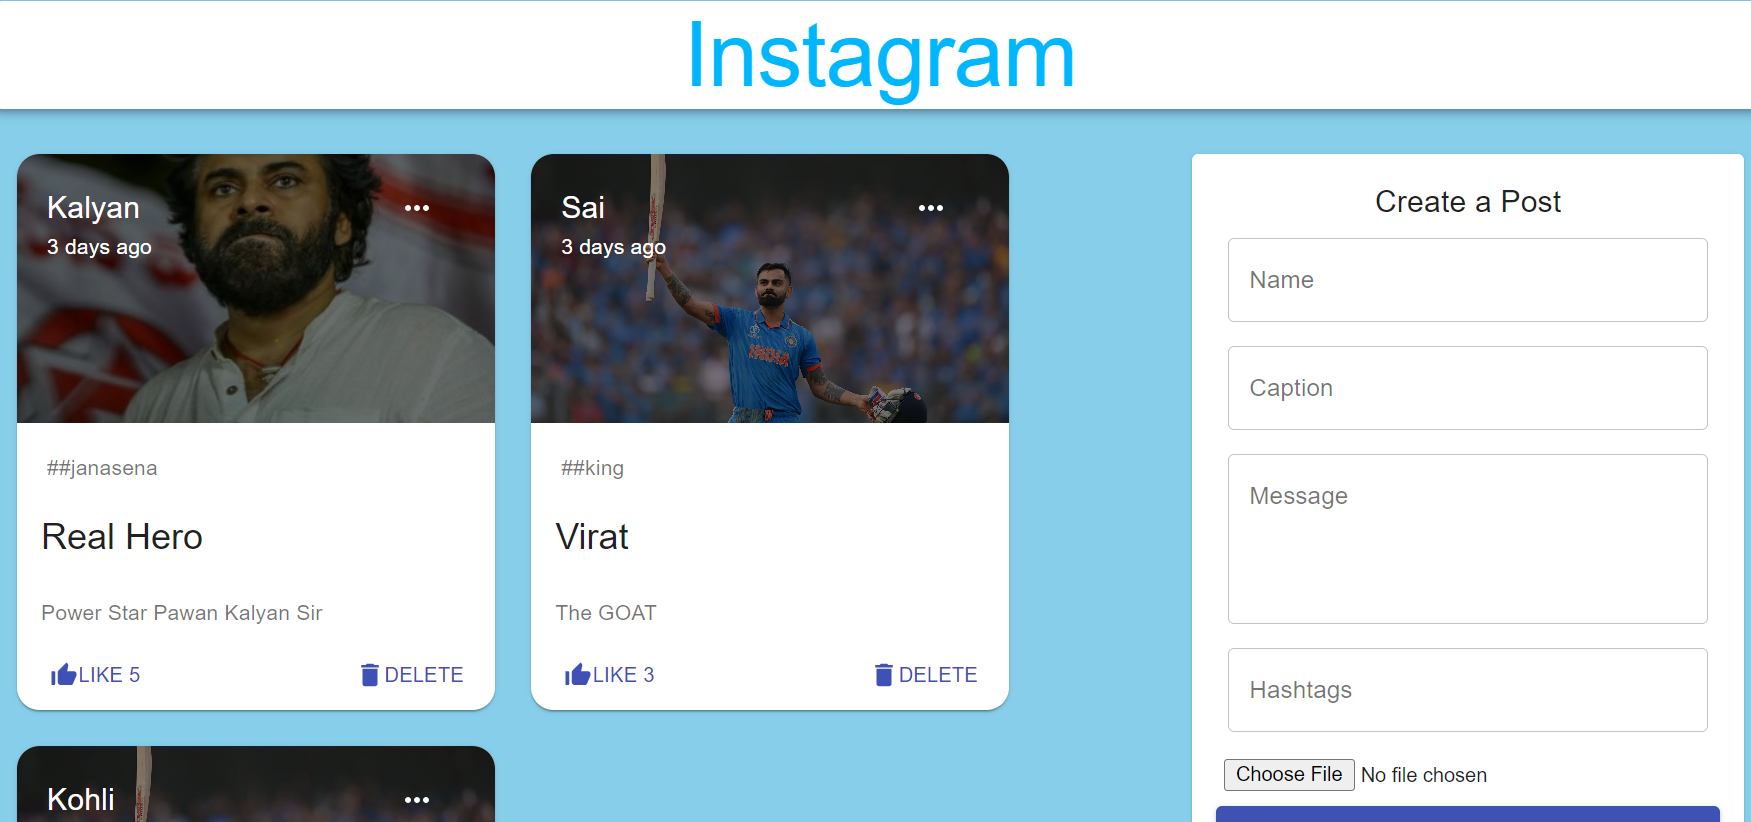 Instagram
Kalyan
3 days ago
##janasena
Real Hero
Power Star Pawan Kalyan Sir
LIKE 5
DELETE
Sai
3 days ago
INDIA
##king
Virat
The GOAT
LIKE 3
DELETE
Kohli
Create a Post
Name
Caption
Message
Hashtags
Choose File No file chosen